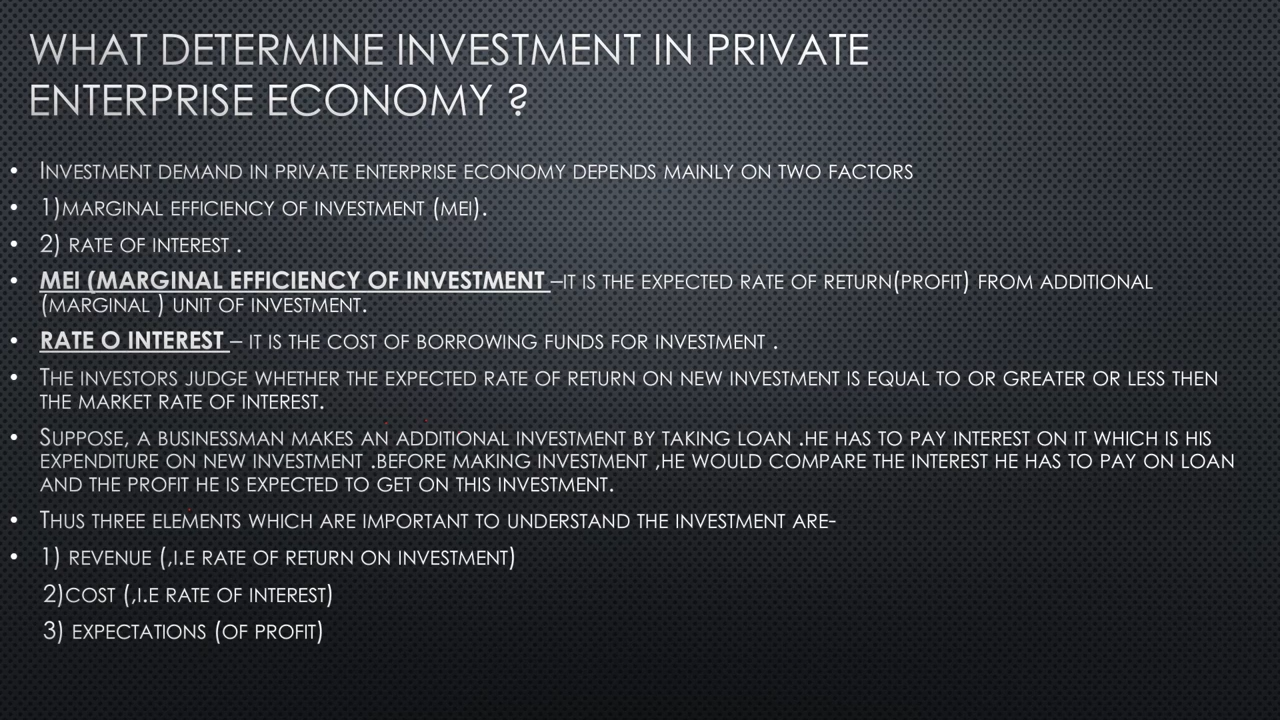 WHAT DETERMINE INVESTMENT IN PRIVATE
ENTERPRISE ECONOMY ?
• INVESTMENT DEMAND IN PRIVATE ENTERPRISE ECONOMY DEPENDS MAINLY ON TWO FACTORS
• 1)MARGINAL EFFICIENCY OF INVESTMENT (MEI).
• 2) RATE OF INTEREST .
• MEI (MARGINAL EFFICIENCY OF INVESTMENT –IT IS THE EXPECTED RATE OF RETURN(PROFIT) FROM ADDITIONAL
(MARGINAL ) UNIT OF INVESTMENT.
• RATE O INTEREST – IT IS THE COST OF BORROWING FUNDS FOR INVESTMENT .
• THE INVESTORS JUDGE WHETHER THE EXPECTED RATE OF RETURN ON NEW INVESTMENT IS EQUAL TO OR GREATER OR LESS THEN
THE MARKET RATE OF INTEREST.
• SUPPOSE, A BUSINESSMAN MAKES AN ADDITIONAL INVESTMENT BY TAKING LOAN .HE HAS TO PAY INTEREST ON IT WHICH IS HIS
EXPENDITURE ON NEW INVESTMENT .BEFORE MAKING INVESTMENT ,HE WOULD COMPARE THE INTEREST HE HAS TO PAY ON LOAN
AND THE PROFIT HE IS EXPECTED TO GET ON THIS INVESTMENT.
• THUS THREE ELEMENTS WHICH ARE IMPORTANT TO UNDERSTAND THE INVESTMENT ARE-
• 1) REVENUE (,I.E RATE OF RETURN ON INVESTMENT)
2)COST (,I.E RATE OF INTEREST)
3) EXPECTATIONS (OF PROFIT)